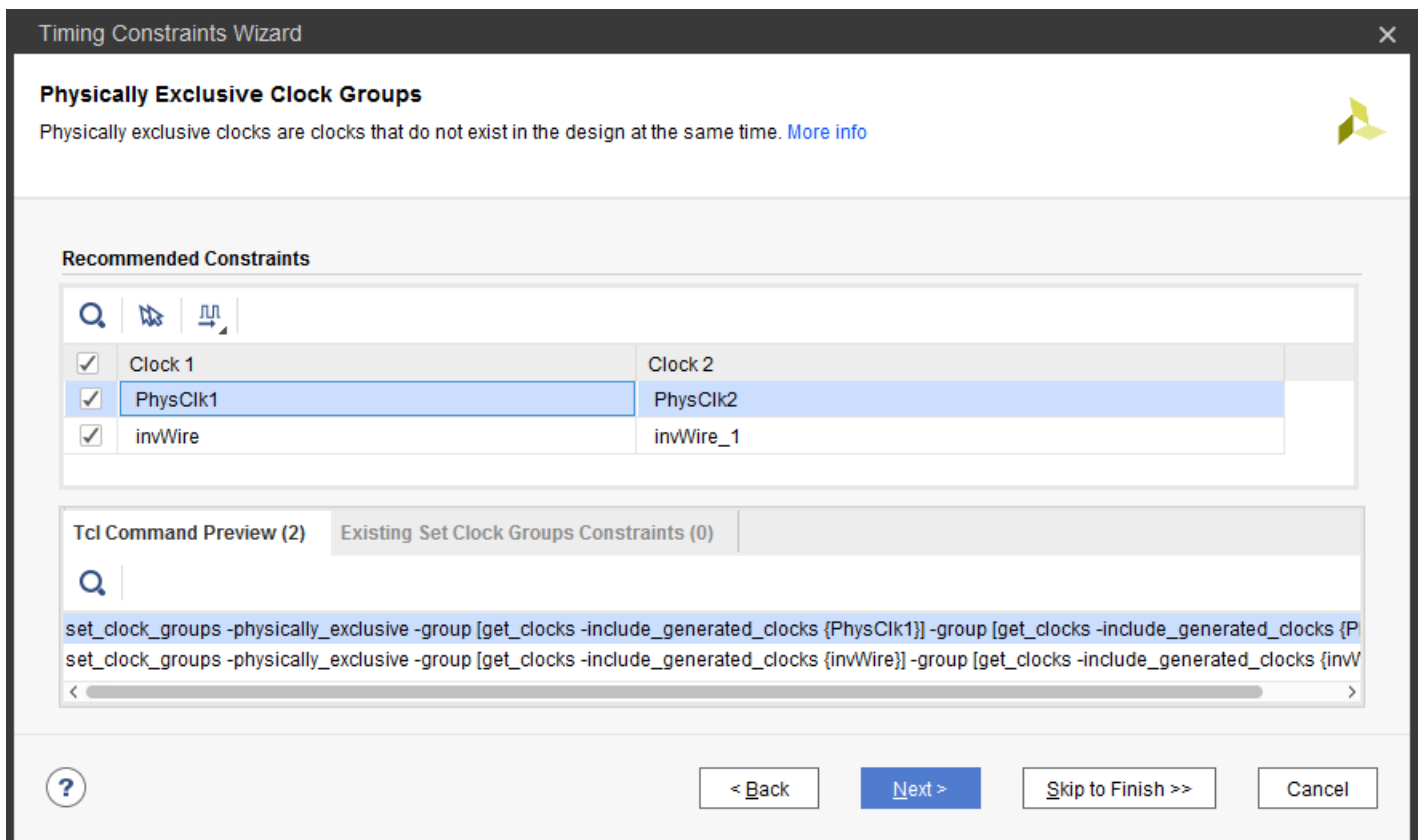 Timing Constraints Wizard
Physically Exclusive Clock Groups
Physically exclusive clocks are clocks that do not exist in the design at the same time. More info
Recommended Constraints
Clock 1 Clock 2
PhysClk1 PhysClk2
invWire invWire_1
Tcl Command Preview (2) Existing Set Clock Groups Constraints (0)
set_clock_groups -physically_exclusive -group [get_clocks -include_generated_clocks {PhysClk1}] -group [get_clocks -include_generated_clocks {P
set_clock_groups -physically_exclusive -group [get_clocks -include_generated_clocks {invWire}] -group [get_clocks -include_generated_clocks {inv
? < Back Next > Skip to Finish >> Cancel